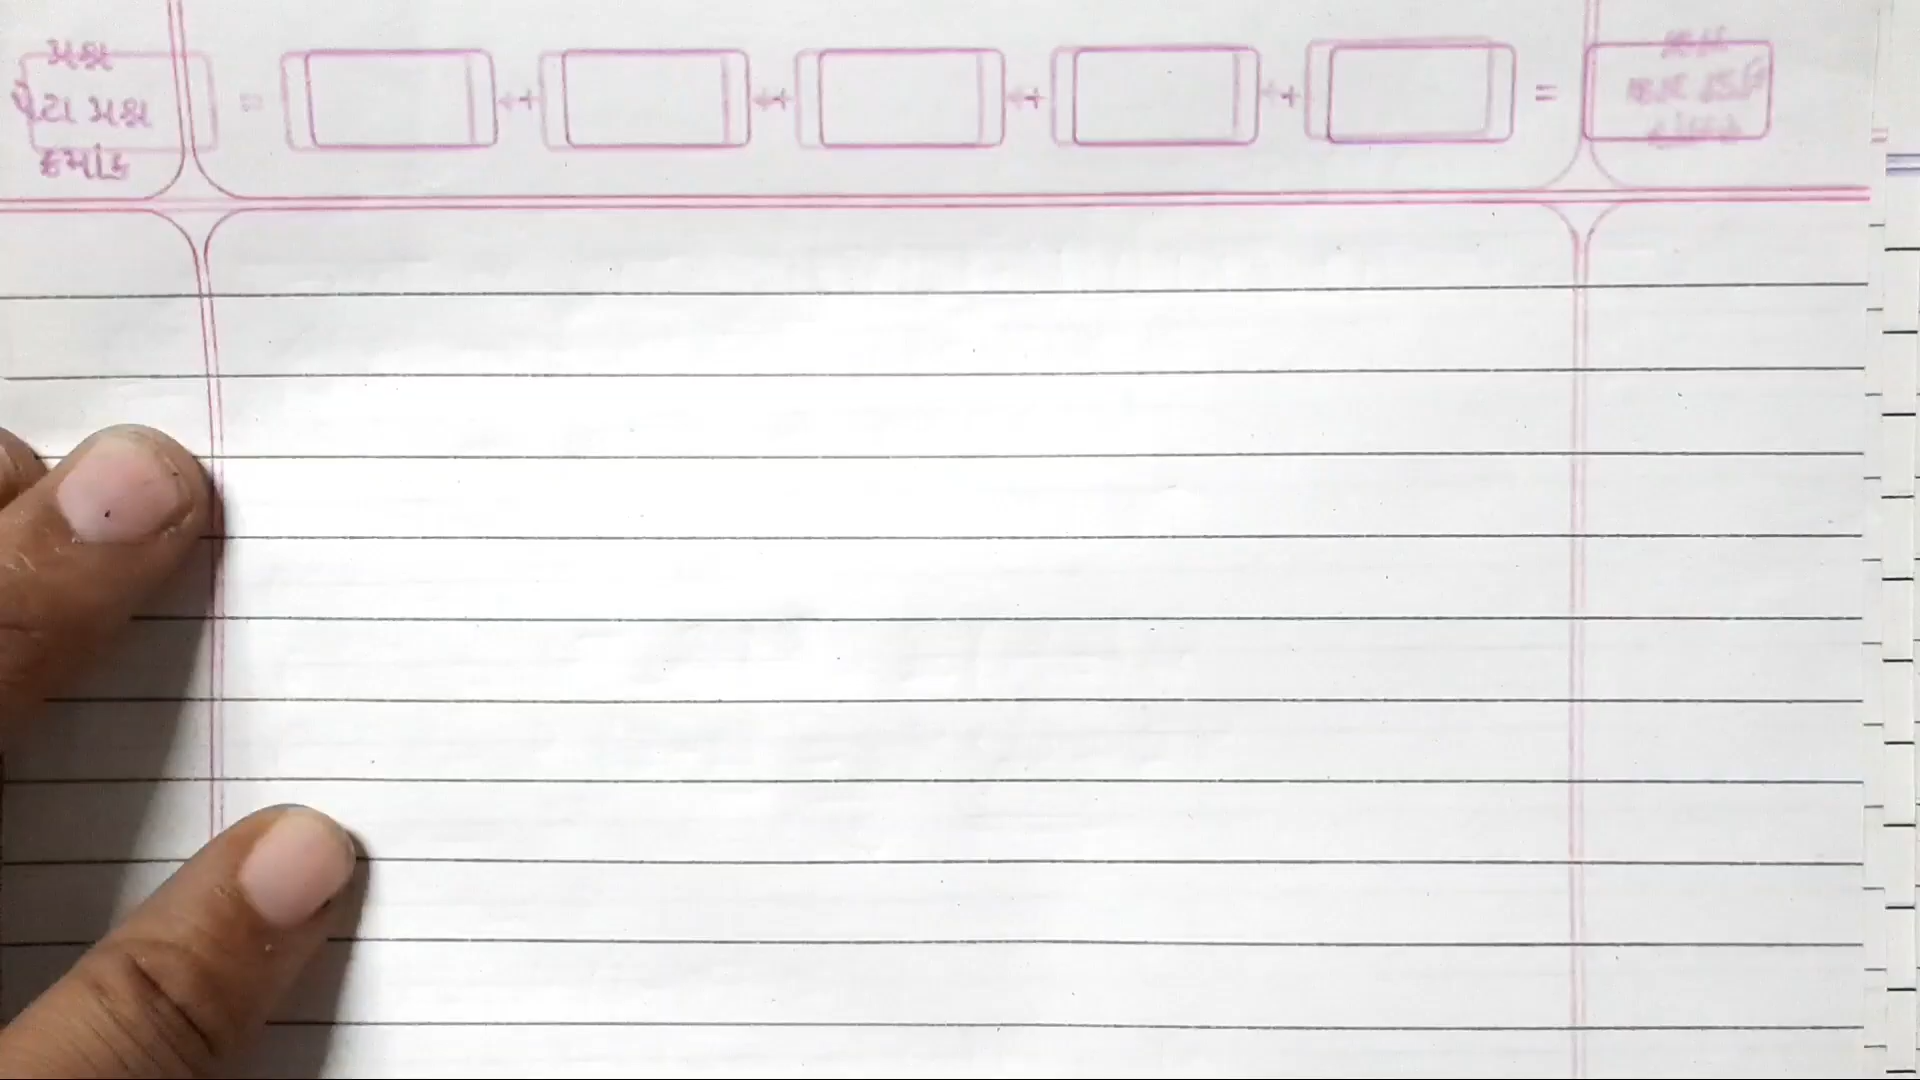 પ્રશ્ન
પેટા પ્રશ્ન
ક્રમાંક
= + + + + =